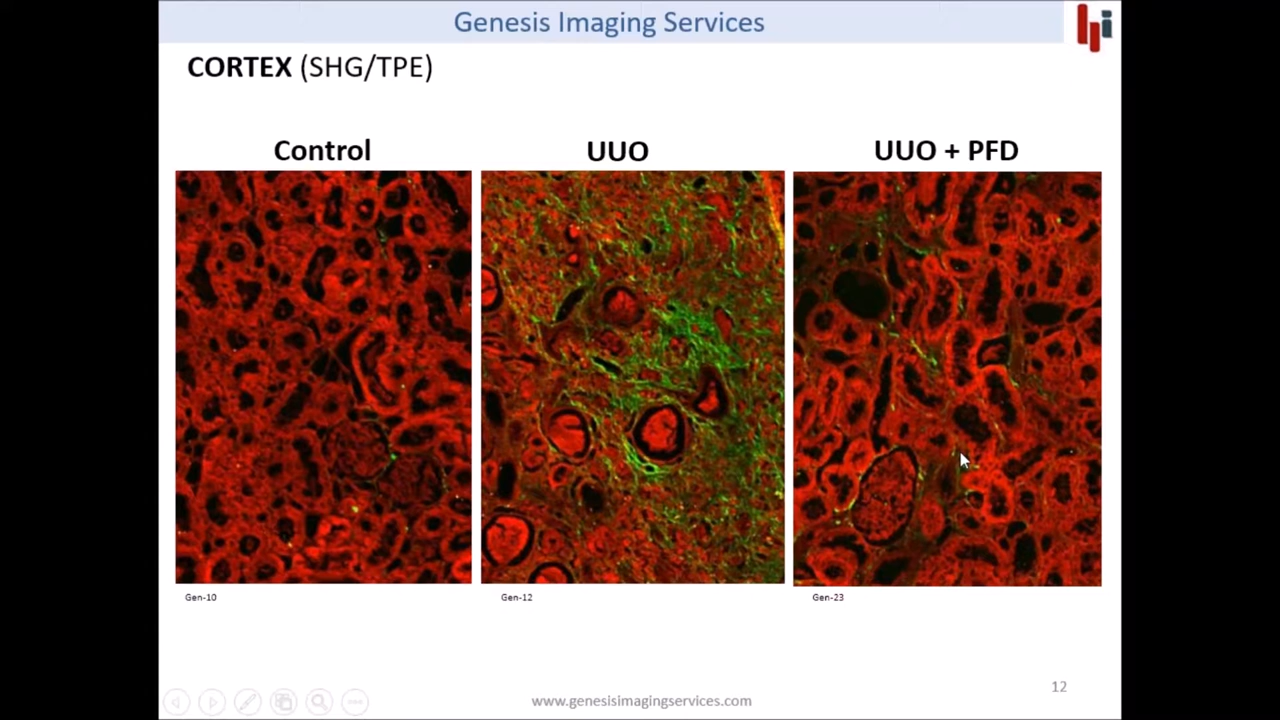 Genesis Imaging Services
CORTEX (SHG/TPE)
Control
UUO
UUO + PFD
Gen-10
Gen-12
Gen-23
12
www.genesisimagingservices.com